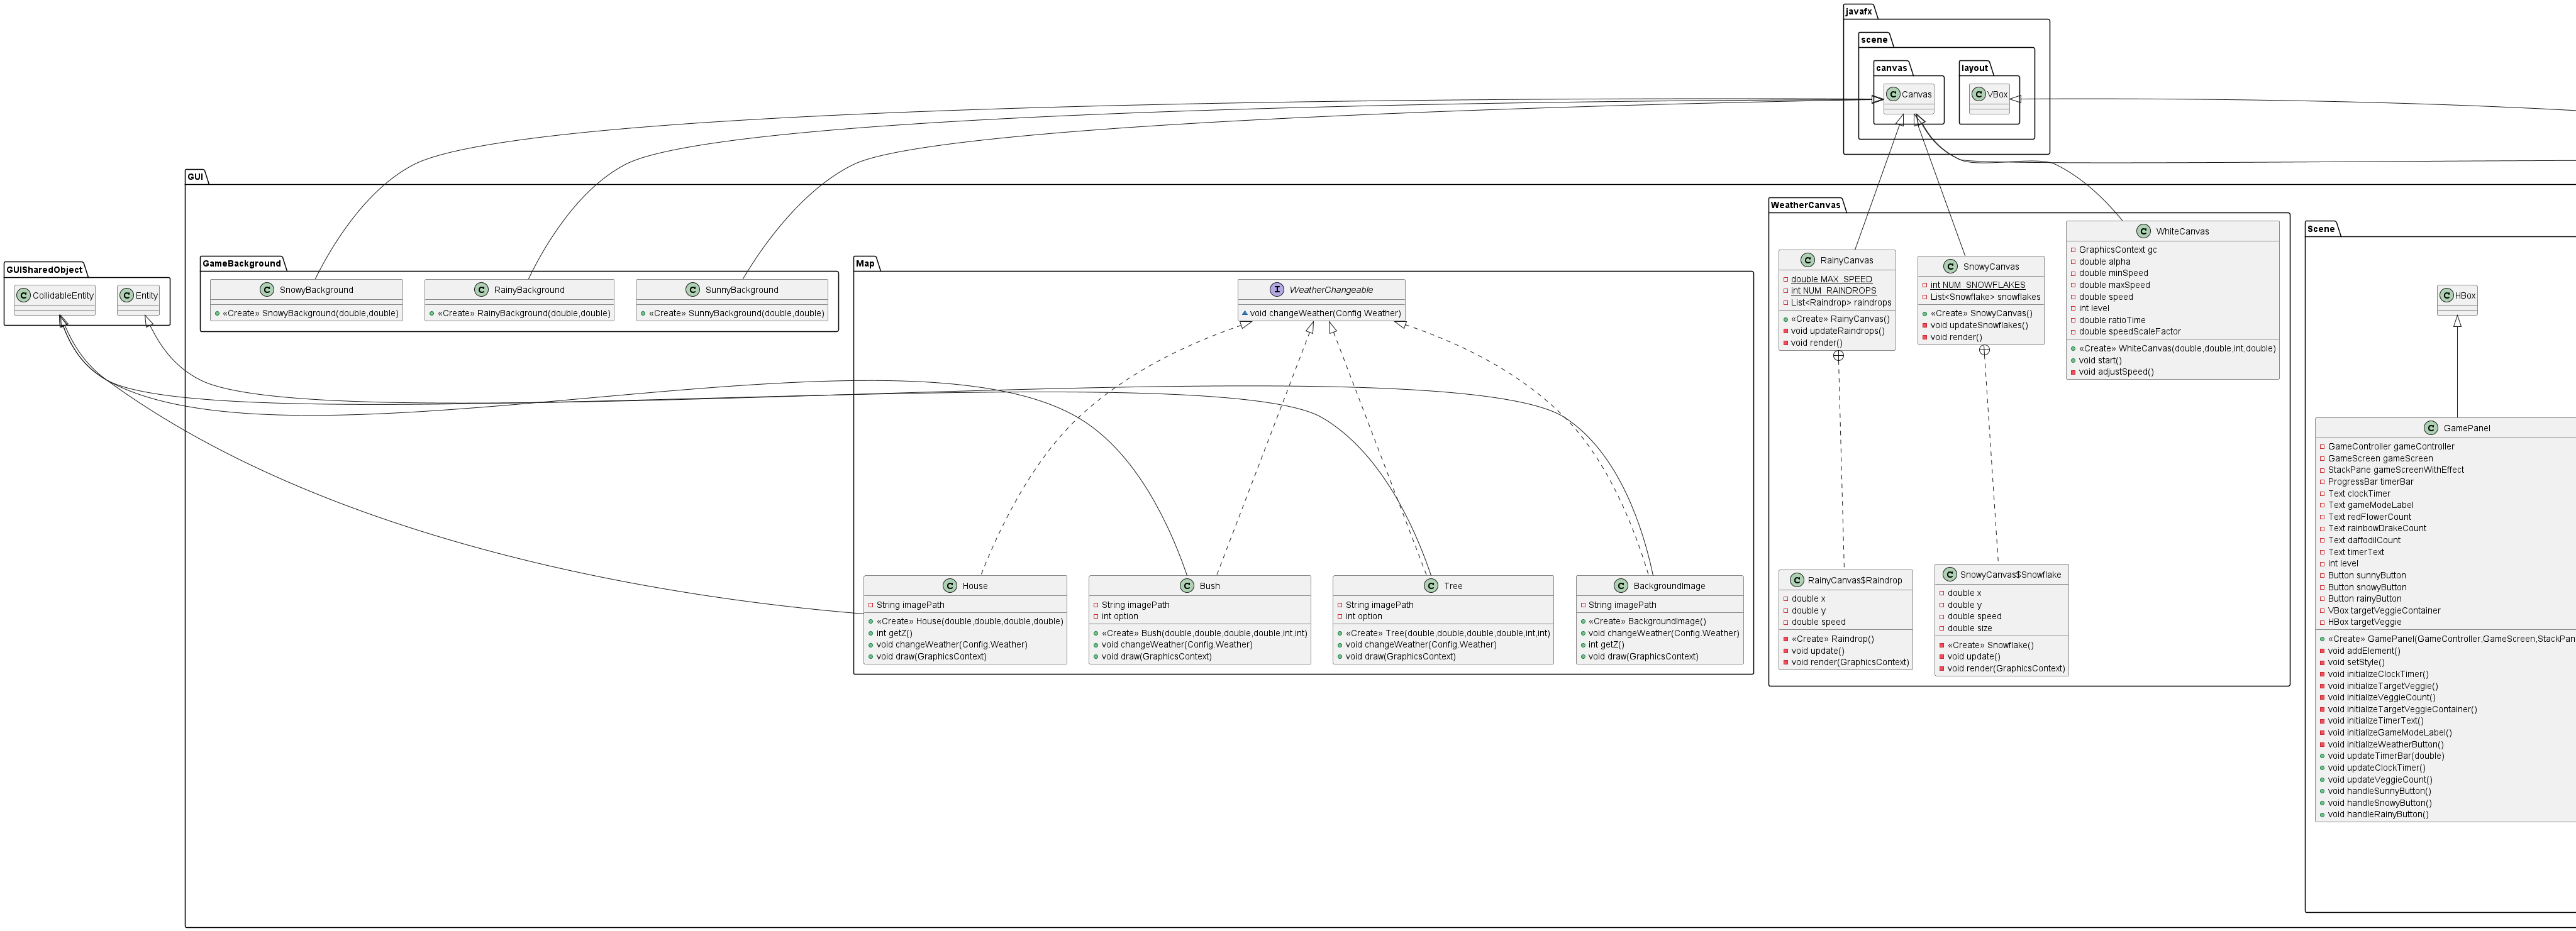 javafx
scene
canvas
layout
C Canvas
C VBox
GUI
GUISharedObject
C CollidableEntity
C Entity
GameBackground
C SnowyBackground
«Create» SnowyBackground(double,double)
C RainyBackground
«Create» RainyBackground(double,double)
C SunnyBackground
«Create» SunnyBackground(double,double)
Map
I WeatherChangeable
void changeWeather(Config.Weather)
C House
String imagePath
«Create» House(double,double,double,double)
int getZ()
void changeWeather(Config.Weather)
void draw(GraphicsContext)
C Bush
String imagePath
int option
«Create» Bush(double,double,double,double,int,int)
void changeWeather(Config.Weather)
void draw(GraphicsContext)
C Tree
String imagePath
int option
«Create» Tree(double,double,double,double,int,int)
void changeWeather(Config.Weather)
void draw(GraphicsContext)
C BackgroundImage
String imagePath
«Create» BackgroundImage()
void changeWeather(Config.Weather)
int getZ()
void draw(GraphicsContext)
WeatherCanvas
C RainyCanvas
double MAX_SPEED
int NUM_RAINDROPS
List<Raindrop> raindrops
«Create» RainyCanvas()
void updateRaindrops()
void render()
C SnowyCanvas
int NUM_SNOWFLAKES
List<Snowflake> snowflakes
«Create» SnowyCanvas()
void updateSnowflakes()
void render()
C WhiteCanvas
GraphicsContext gc
double alpha
double minSpeed
double maxSpeed
double speed
int level
double ratioTime
double speedScaleFactor
«Create» WhiteCanvas(double,double,int,double)
void start()
void adjustSpeed()
C RainyCanvas$Raindrop
double x
double y
double speed
«Create» Raindrop()
void update()
void render(GraphicsContext)
C SnowyCanvas$Snowflake
double x
double y
double speed
double size
«Create» Snowflake()
void update()
void render(GraphicsContext)
Scene
C HBox
C GamePanel
GameController gameController
GameScreen gameScreen
StackPane gameScreenWithEffect
ProgressBar timerBar
Text clockTimer
Text gameModeLabel
Text redFlowerCount
Text rainbowDrakeCount
Text daffodilCount
Text timerText
int level
Button sunnyButton
Button snowyButton
Button rainyButton
VBox targetVeggieContainer
HBox targetVeggie
«Create» GamePanel(GameController,GameScreen,StackPan
void addElement()
void setStyle()
void initializeClockTimer()
void initializeTargetVeggie()
void initializeVeggieCount()
void initializeTargetVeggieContainer()
void initializeTimerText()
void initializeGameModeLabel()
void initializeWeatherButton()
void updateTimerBar(double)
void updateClockTimer()
void updateVeggieCount()
void handleSunnyButton()
void handleSnowyButton()
void handleRainyButton()